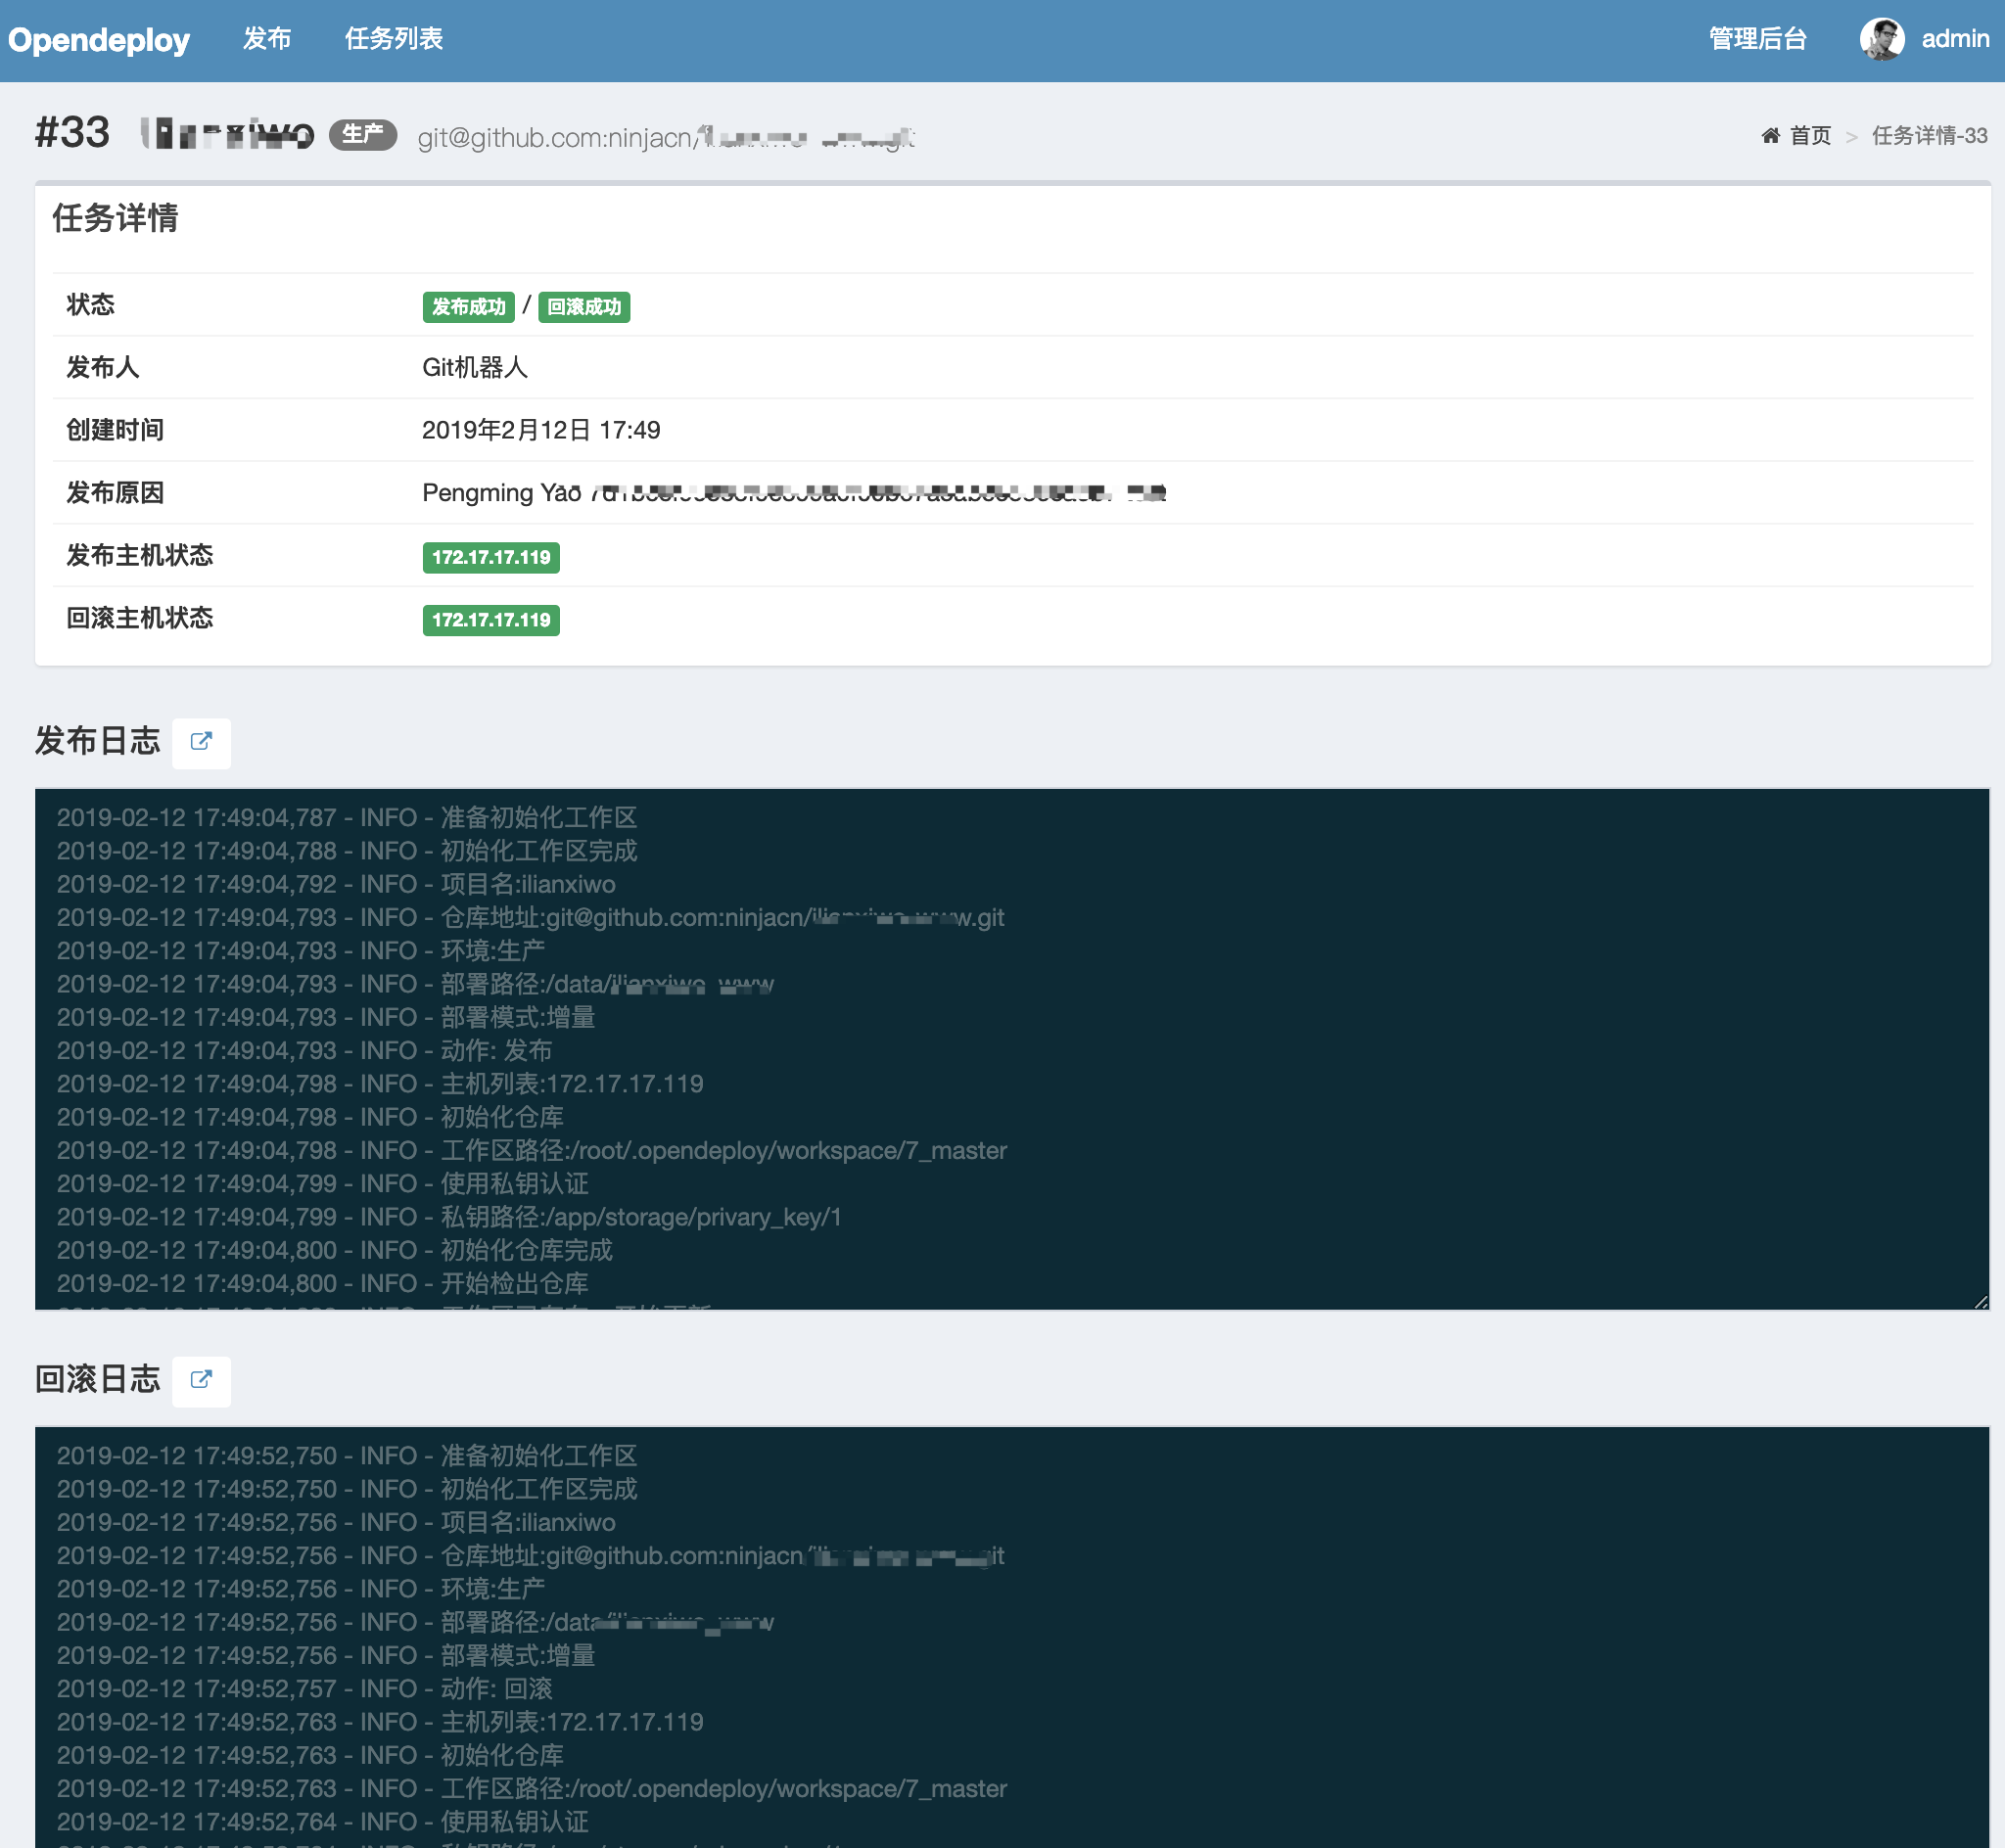 Opendeploy 发布 任务列表 管理后台 admin
#33 生产 git@github.com:ninjacn/
首页 > 任务详情-33
任务详情
状态 发布成功 / 回滚成功
发布人 Git机器人
创建时间 2019年2月12日 17:49
发布原因 Pengming Yao
发布主机状态 172.17.17.119
回滚主机状态 172.17.17.119
发布日志
2019-02-12 17:49:04,787 - INFO - 准备初始化工作区
2019-02-12 17:49:04,788 - INFO - 初始化工作区完成
2019-02-12 17:49:04,792 - INFO - 项目名:ilianxiwo
2019-02-12 17:49:04,793 - INFO - 仓库地址:git@github.com:ninjacn/
2019-02-12 17:49:04,793 - INFO - 环境:生产
2019-02-12 17:49:04,793 - INFO - 部署路径:/data/
2019-02-12 17:49:04,793 - INFO - 部署模式:增量
2019-02-12 17:49:04,793 - INFO - 动作: 发布
2019-02-12 17:49:04,798 - INFO - 主机列表:172.17.17.119
2019-02-12 17:49:04,798 - INFO - 初始化仓库
2019-02-12 17:49:04,798 - INFO - 工作区路径:/root/.opendeploy/workspace/7_master
2019-02-12 17:49:04,799 - INFO - 使用私钥认证
2019-02-12 17:49:04,799 - INFO - 私钥路径:/app/storage/privary_key/1
2019-02-12 17:49:04,800 - INFO - 初始化仓库完成
2019-02-12 17:49:04,800 - INFO - 开始检出仓库
回滚日志
2019-02-12 17:49:52,750 - INFO - 准备初始化工作区
2019-02-12 17:49:52,750 - INFO - 初始化工作区完成
2019-02-12 17:49:52,756 - INFO - 项目名:ilianxiwo
2019-02-12 17:49:52,756 - INFO - 仓库地址:git@github.com:ninjacn
2019-02-12 17:49:52,756 - INFO - 环境:生产
2019-02-12 17:49:52,756 - INFO - 部署路径:/data
2019-02-12 17:49:52,756 - INFO - 部署模式:增量
2019-02-12 17:49:52,757 - INFO - 动作: 回滚
2019-02-12 17:49:52,763 - INFO - 主机列表:172.17.17.119
2019-02-12 17:49:52,763 - INFO - 初始化仓库
2019-02-12 17:49:52,763 - INFO - 工作区路径:/root/.opendeploy/workspace/7_master
2019-02-12 17:49:52,764 - INFO - 使用私钥认证